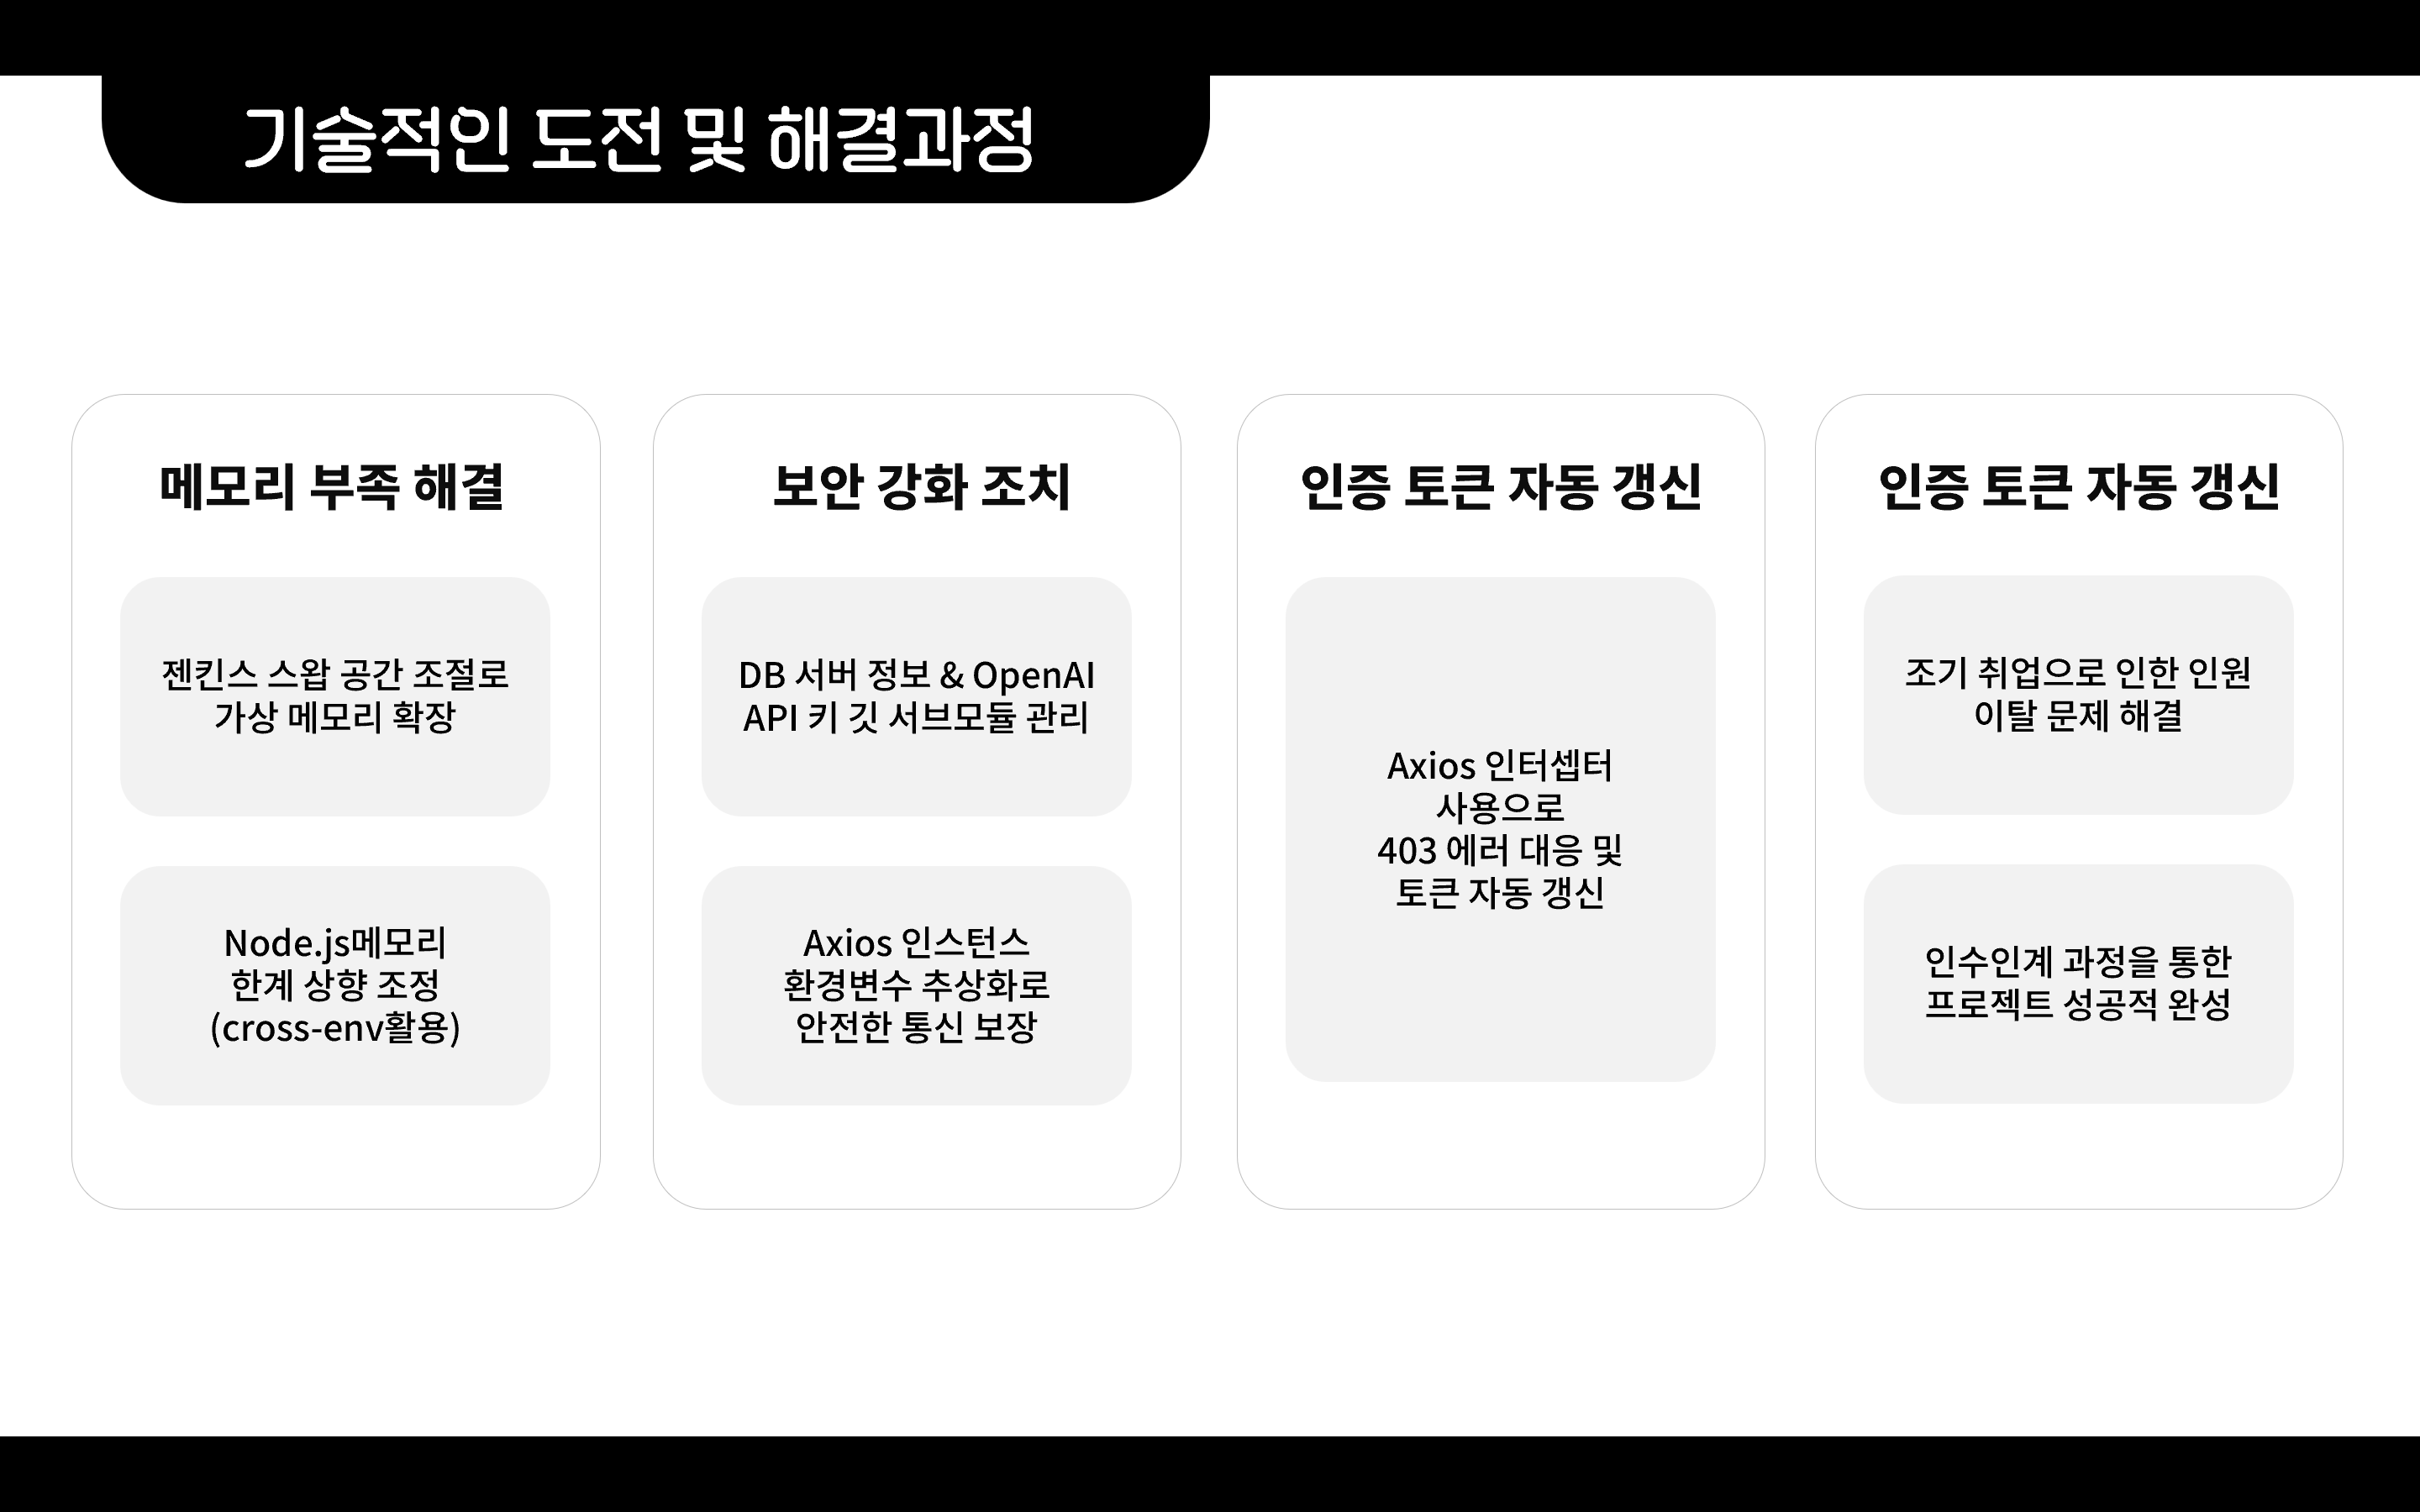 기술적인 도전 및 해결과정
메모리 부족 해결
젠킨스 스왑 공간 조절로
가상 메모리 확장
Node.js메모리
한계 상향 조정
(cross-env활용)
보안 강화 조치
DB 서버 정보 & OpenAI
API 키 깃 서브모듈 관리
Axios 인스턴스
환경변수 추상화로
안전한 통신 보장
인증 토큰 자동 갱신
Axios 인터셉터
사용으로
403 에러 대응 및
토큰 자동 갱신
인증 토큰 자동 갱신
조기 취업으로 인한 인원
이탈 문제 해결
인수인계 과정을 통한
프로젝트 성공적 완성